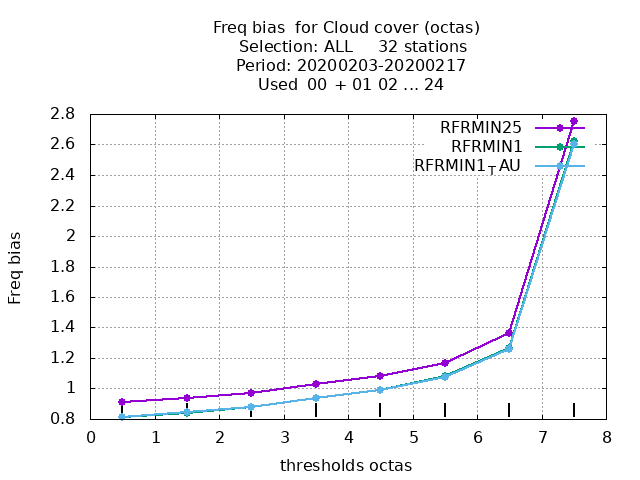 Freq bias  for Cloud cover (octas)
Selection: ALL     32 stations
Period: 20200203-20200217
Used  00  + 01 02 ... 24
RFRMIN25
RFRMIN1
RFRMIN1TAU
Freq bias
2.8
2.6
2.4
2.2
2
1.8
1.6
1.4
1.2
1
0.8
0 1 2 3 4 5 6 7 8
thresholds octas